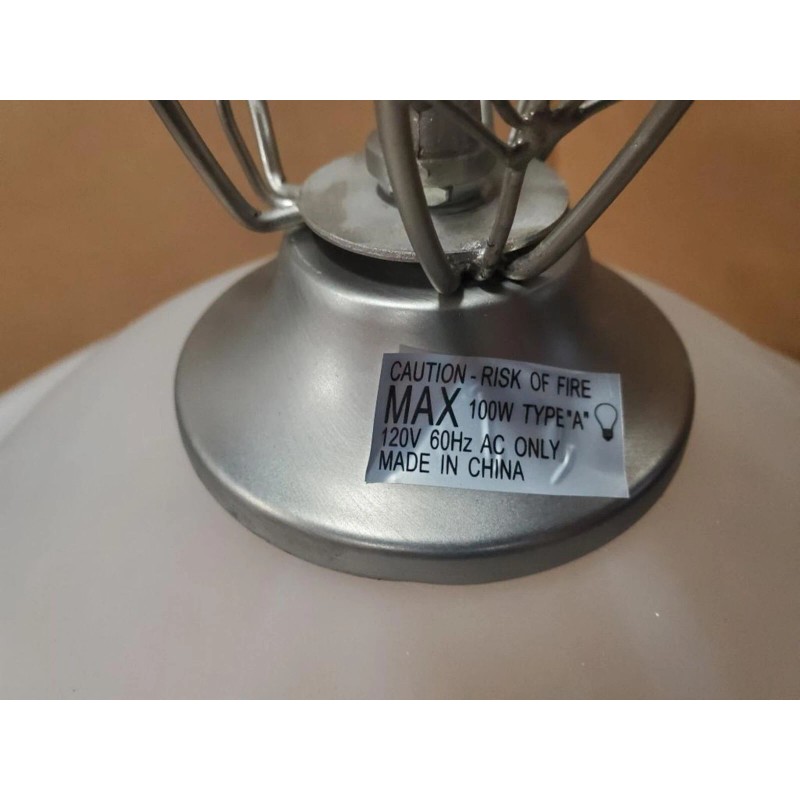 CAUTION - RISK OF FIRE
MAX 100W TYPE "A"
120V 60Hz AC ONLY
MADE IN CHINA